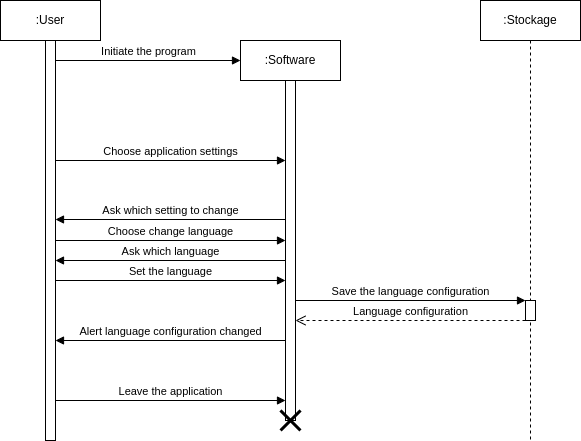 :User
:Stockage
Initiate the program
:Software
Choose application settings
Ask which setting to change
Choose change language
Ask which language
Set the language
Save the language configuration
Language configuration
Alert language configuration changed
Leave the application